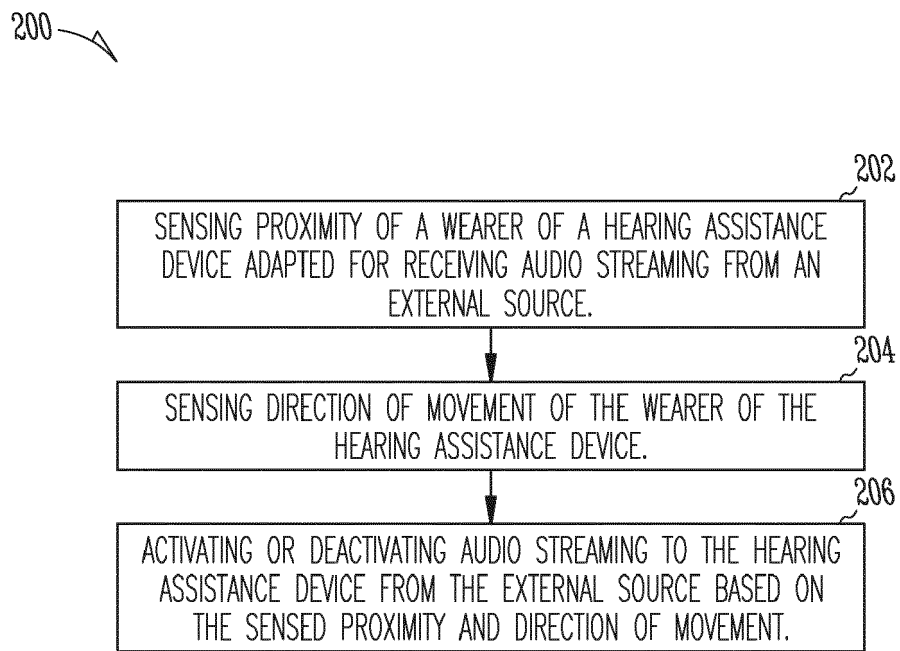 200
202
SENSING PROXIMITY OF A WEARER OF A HEARING ASSISTANCE
DEVICE ADAPTED FOR RECEIVING AUDIO STREAMING FROM AN
EXTERNAL SOURCE.
204
SENSING DIRECTION OF MOVEMENT OF THE WEARER OF THE
HEARING ASSISTANCE DEVICE.
206
ACTIVATING OR DEACTIVATING AUDIO STREAMING TO THE HEARING
ASSISTANCE DEVICE FROM THE EXTERNAL SOURCE BASED ON
THE SENSED PROXIMITY AND DIRECTION OF MOVEMENT.